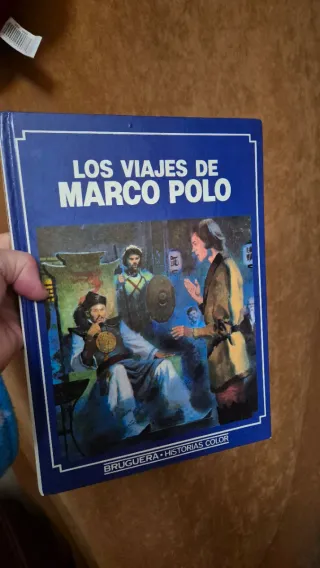 LOS VIAJES DE
MARCO POLO
BRUGUERA • HISTORIAS COLOR